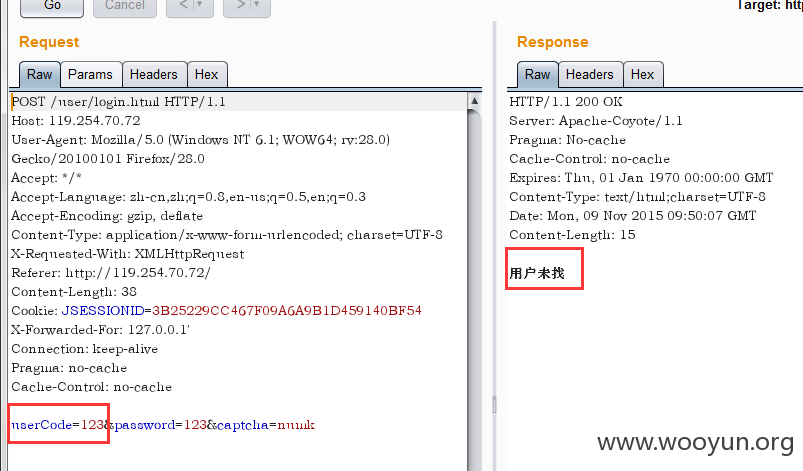 Go
Cancel
<
>
Target: htt
Request
Response
Raw
Params
Headers
Hex
Raw
Headers
Hex
POST /user/login.html HTTP/1.1
Host: 119.254.70.72
User-Agent: Mozilla/5.0 (Windows NT 6.1; WOW64; rv:28.0)
Gecko/20100101 Firefox/28.0
Accept: */*
Accept-Language: zh-cn,zh;q=0.8,en-us;q=0.5,en;q=0.3
Accept-Encoding: gzip, deflate
Content-Type: application/x-www-form-urlencoded; charset=UTF-8
X-Requested-With: XMLHttpRequest
Referer: http://119.254.70.72/
Content-Length: 38
Cookie: JSESSIONID=3B25229CC467F09A6A9B1D459140BF54
X-Forwarded-For: 127.0.0.1'
Connection: keep-alive
Pragma: no-cache
Cache-Control: no-cache
userCode=123&password=123&captcha=numk
HTTP/1.1 200 OK
Server: Apache-Coyote/1.1
Pragma: No-cache
Cache-Control: no-cache
Expires: Thu, 01 Jan 1970 00:00:00 GMT
Content-Type: text/html;charset=UTF-8
Date: Mon, 09 Nov 2015 09:50:07 GMT
Content-Length: 15
用户未找
www.wooyun.org